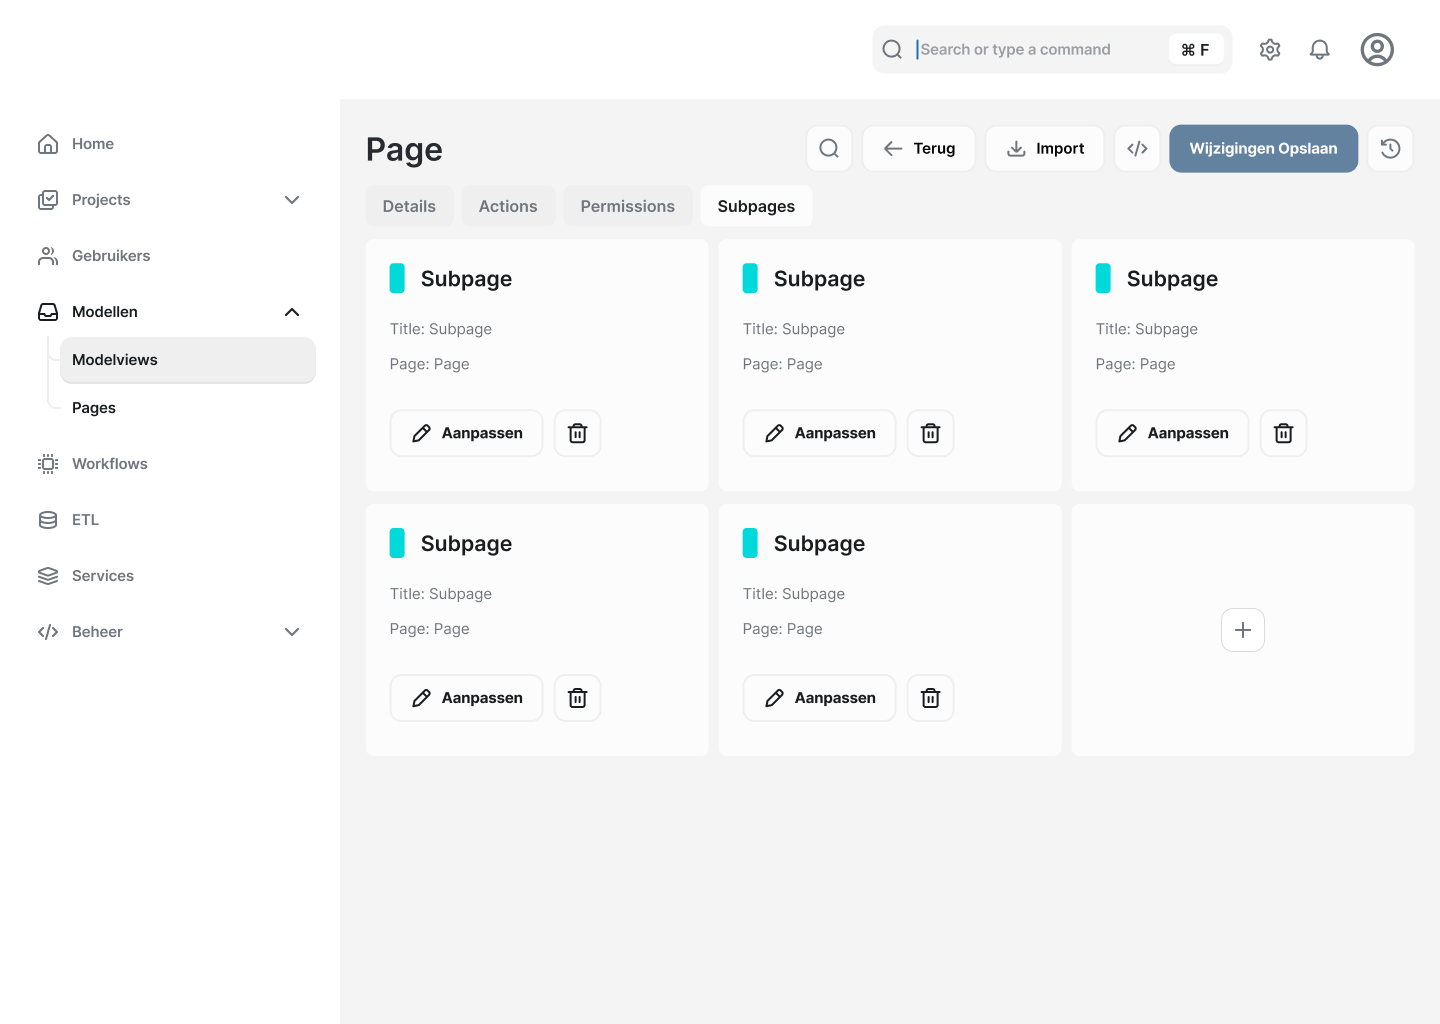 Search or type a command
⌘ F
Home
Projects
Gebruikers
Modellen
Modelviews
Pages
Workflows
ETL
Services
Beheer
Page
Terug
Import
Wijzigingen Opslaan
Details
Actions
Permissions
Subpages
Subpage
Title: Subpage
Page: Page
Aanpassen
Subpage
Title: Subpage
Page: Page
Aanpassen
Subpage
Title: Subpage
Page: Page
Aanpassen
Subpage
Title: Subpage
Page: Page
Aanpassen
Subpage
Title: Subpage
Page: Page
Aanpassen